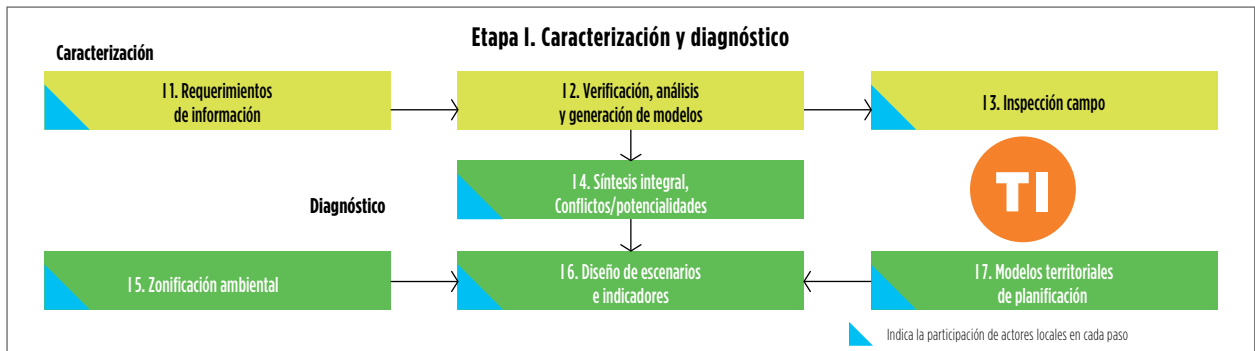 Etapa I. Caracterización y diagnóstico
Caracterización
I 1. Requerimientos
de información
I 2. Verificación, análisis
y generación de modelos
I 3. Inspección campo
I 4. Síntesis integral,
Conflictos/potencialidades
TI
Diagnóstico
I 5. Zonificación ambiental
I 6. Diseño de escenarios
e indicadores
I 7. Modelos territoriales
de planificación
Indica la participación de actores locales en cada paso